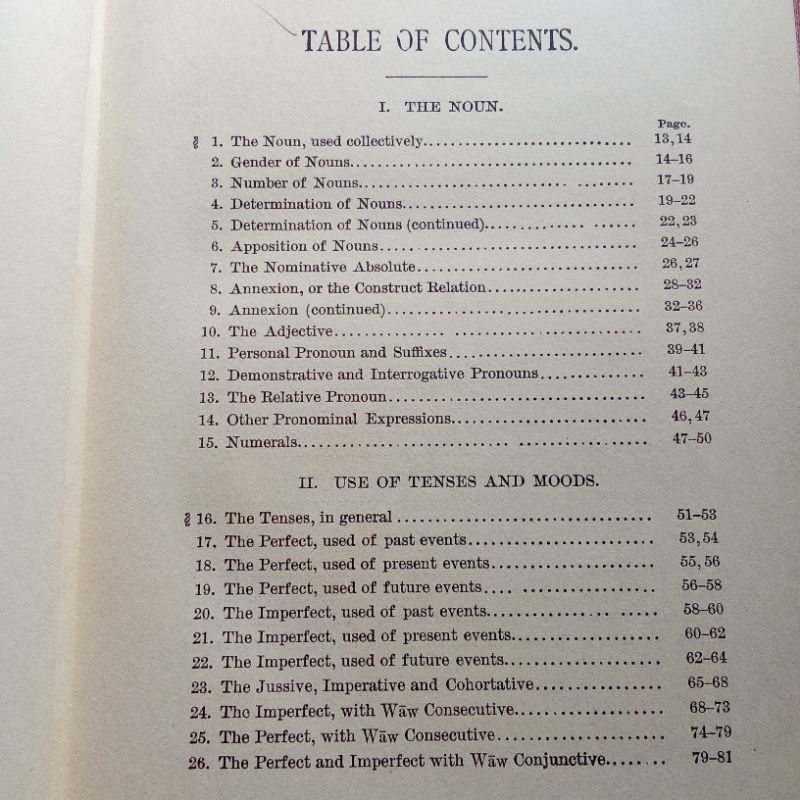 TABLE OF CONTENTS.
I. THE NOUN.
Page.
§ 1. The Noun, used collectively.............................. 13,14
2. Gender of Nouns........................................ 14–16
3. Number of Nouns............................ ........ 17–19
4. Determination of Nouns................................. 19–22
5. Determination of Nouns (continued).............. ...... 22,23
6. Apposition of Nouns.................................... 24–26
7. The Nominative Absolute................................ 26,27
8. Annexion, or the Construct Relation..................... 28–32
9. Annexion (continued)................................... 32–36
10. The Adjective................ ......................... 37,38
11. Personal Pronoun and Suffixes........................... 39–41
12. Demonstrative and Interrogative Pronouns.............. 41–43
13. The Relative Pronoun................................... 43–45
14. Other Pronominal Expressions........................... 46,47
15. Numerals............................ ................... 47–50
II. USE OF TENSES AND MOODS.
§ 16. The Tenses, in general ................................. 51–53
17. The Perfect, used of past events........................ 53,54
18. The Perfect, used of present events..................... 55,56
19. The Perfect, used of future events.... ................. 56–58
20. The Imperfect, used of past events............... ..... 58–60
21. The Imperfect, used of present events................... 60–62
22. The Imperfect, used of future events.................... 62–64
23. The Jussive, Imperative and Cohortative................ 65–68
24. The Imperfect, with Wāw Consecutive................... 68–73
25. The Perfect, with Wāw Consecutive..................... 74–79
26. The Perfect and Imperfect with Wāw Conjunctive........ 79–81